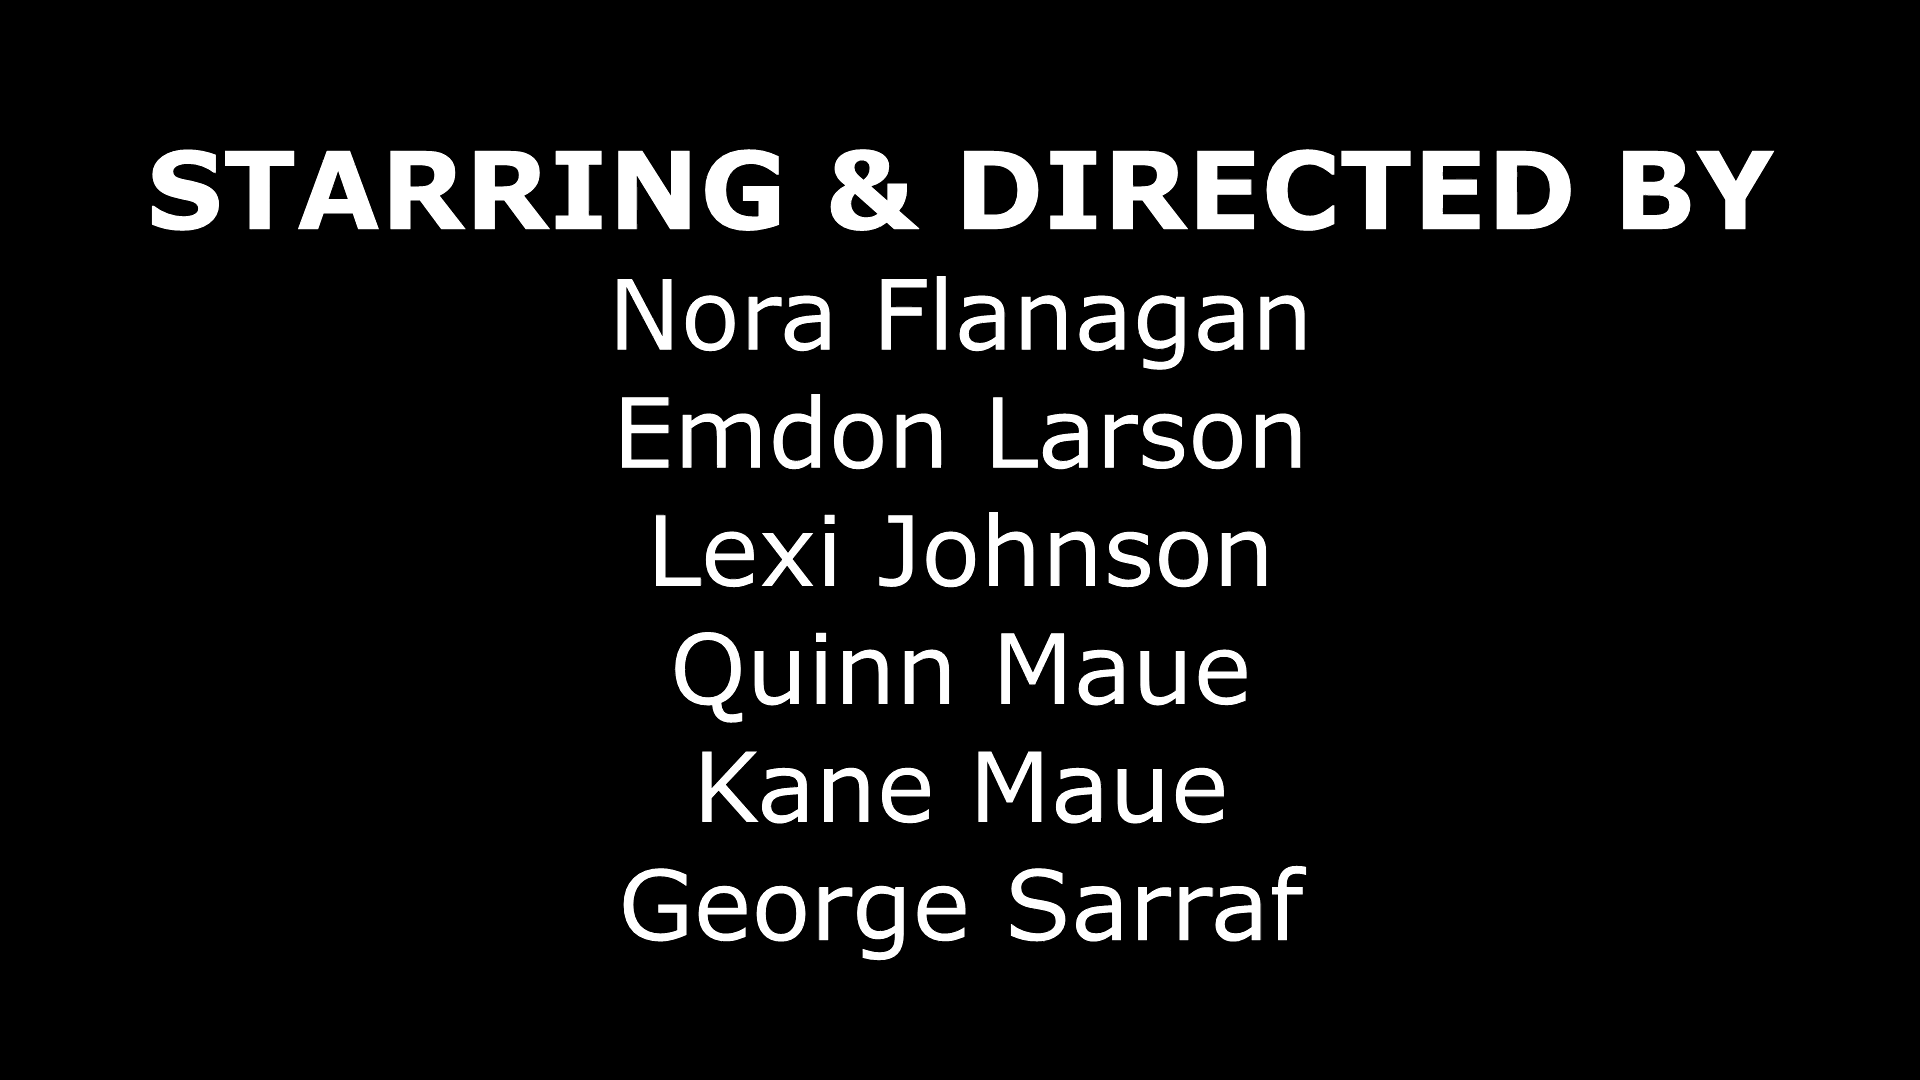 STARRING & DIRECTED BY
Nora Flanagan
Emdon Larson
Lexi Johnson
Quinn Maue
Kane Maue
George Sarraf